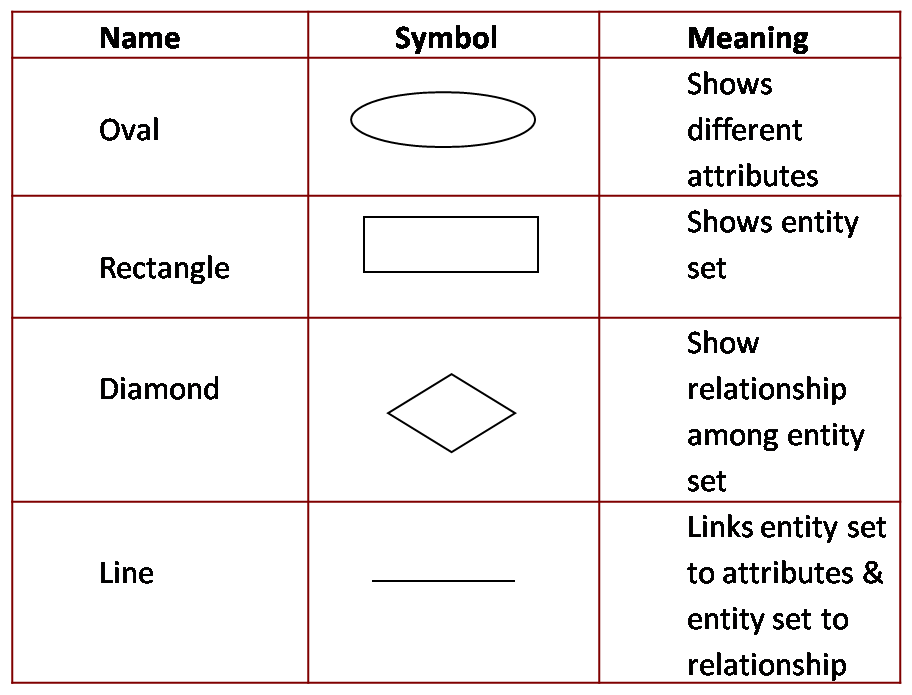 Name Symbol Meaning
Oval
Shows
different
attributes
Rectangle
Shows entity
set
Diamond
Show
relationship
among entity
set
Line
Links entity set
to attributes &
entity set to
relationship